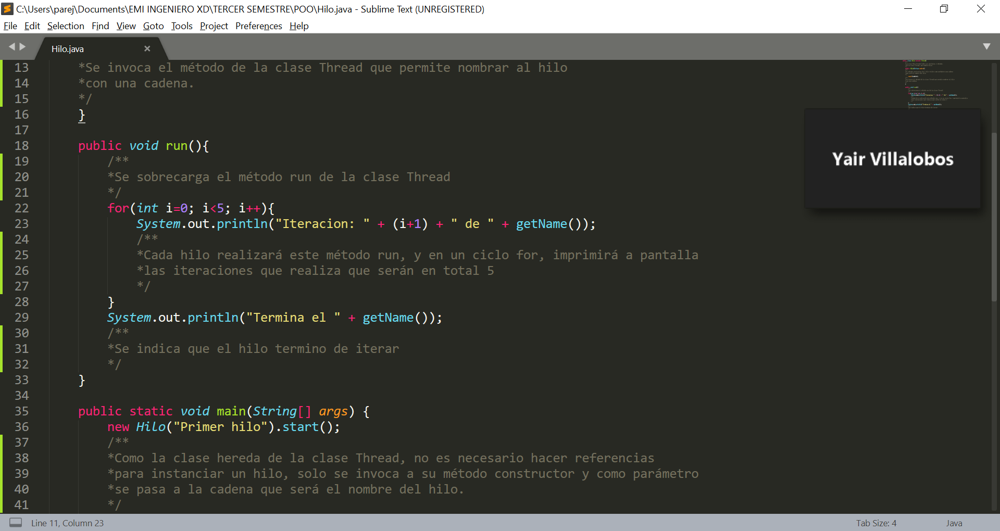 C:\Users\parej\Documents\EMI INGENIERO XD\TERCER SEMESTRE\POO\Hilo.java - Sublime Text (UNREGISTERED)
File Edit Selection Find View Goto Tools Project Preferences Help
Hilo.java
13 *Se invoca el método de la clase Thread que permite nombrar al hilo
14 *con una cadena.
15 */
16 }
17
18 public void run(){
19 /**
20 *Se sobrecarga el método run de la clase Thread
21 */
22 for(int i=0; i<5; i++){
23 System.out.println("Iteracion: " + (i+1) + " de " + getName());
24 /**
25 *Cada hilo realizará este método run, y en un ciclo for, imprimirá a pantalla
26 *las iteraciones que realiza que serán en total 5
27 */
28 }
29 System.out.println("Termina el " + getName());
30 /**
31 *Se indica que el hilo termino de iterar
32 */
33 }
34
35 public static void main(String[] args) {
36 new Hilo("Primer hilo").start();
37 /**
38 *Como la clase hereda de la clase Thread, no es necesario hacer referencias
39 *para instanciar un hilo, solo se invoca a su método constructor y como parámetro
40 *se pasa a la cadena que será el nombre del hilo.
41 */
Yair Villalobos
Line 11, Column 23
Tab Size: 4
Java